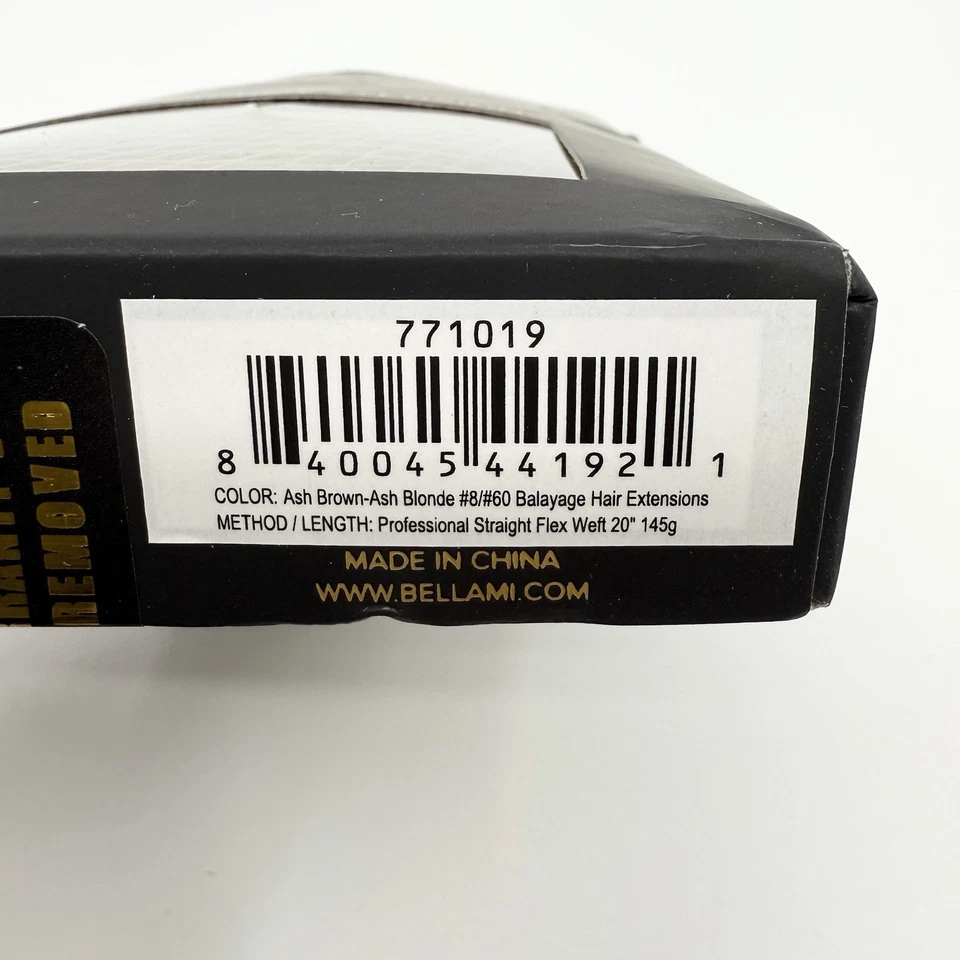 771019
8 40045 44192 1
COLOR: Ash Brown-Ash Blonde #8/#60 Balayage Hair Extensions
METHOD / LENGTH: Professional Straight Flex Weft 20" 145g
MADE IN CHINA
WWW.BELLAMI.COM
REMOVED